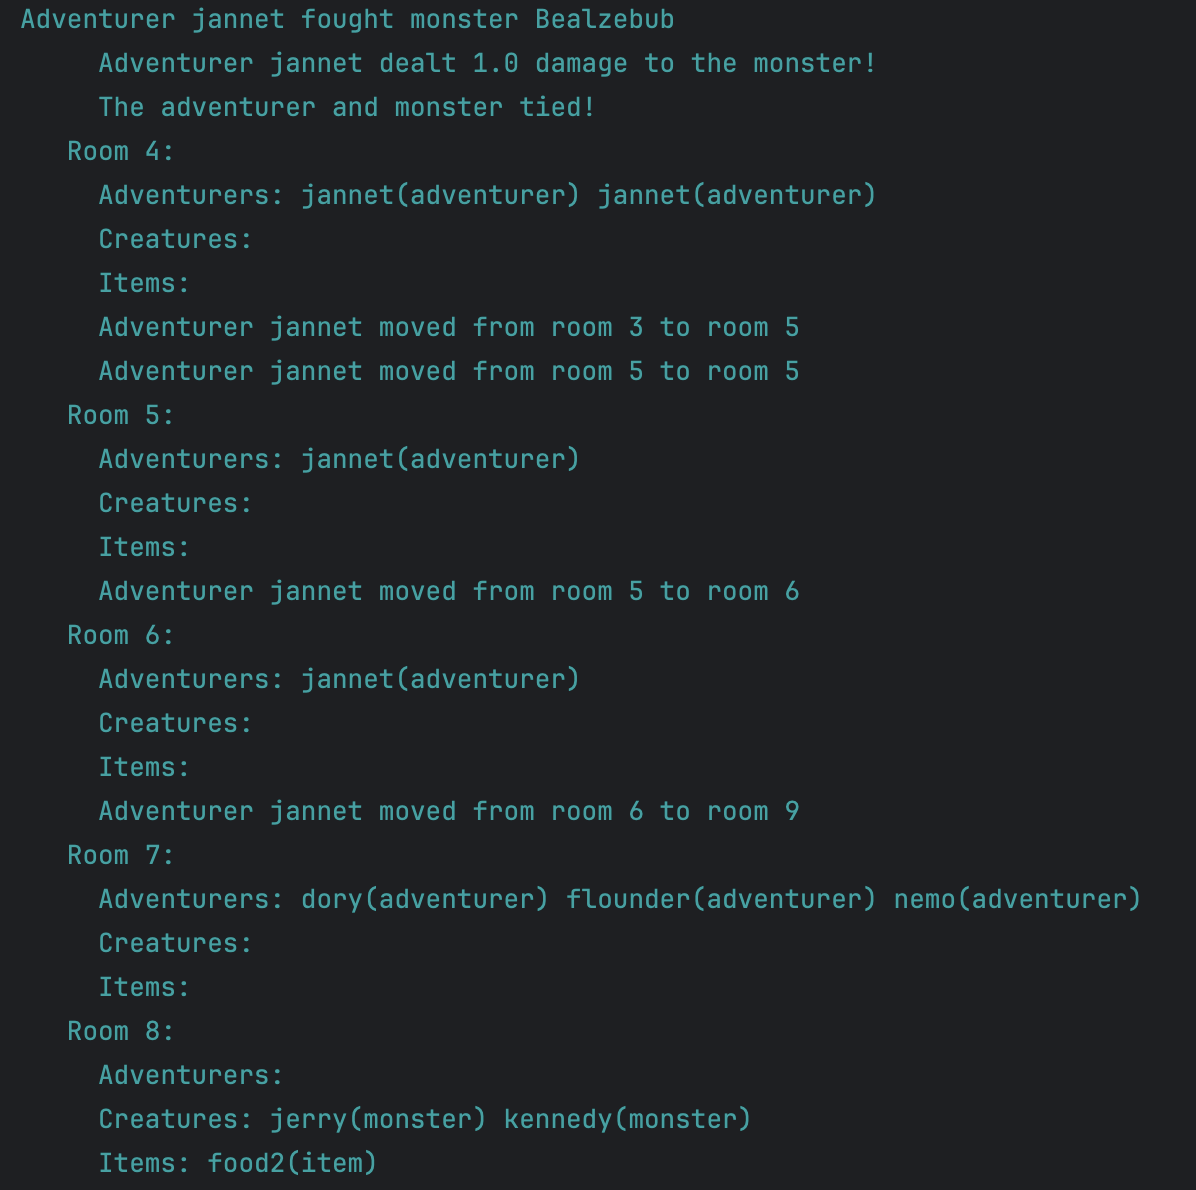 Adventurer jannet fought monster Bealzebub
Adventurer jannet dealt 1.0 damage to the monster!
The adventurer and monster tied!
Room 4:
Adventurers: jannet(adventurer) jannet(adventurer)
Creatures:
Items:
Adventurer jannet moved from room 3 to room 5
Adventurer jannet moved from room 5 to room 5
Room 5:
Adventurers: jannet(adventurer)
Creatures:
Items:
Adventurer jannet moved from room 5 to room 6
Room 6:
Adventurers: jannet(adventurer)
Creatures:
Items:
Adventurer jannet moved from room 6 to room 9
Room 7:
Adventurers: dory(adventurer) flounder(adventurer) nemo(adventurer)
Creatures:
Items:
Room 8:
Adventurers:
Creatures: jerry(monster) kennedy(monster)
Items: food2(item)